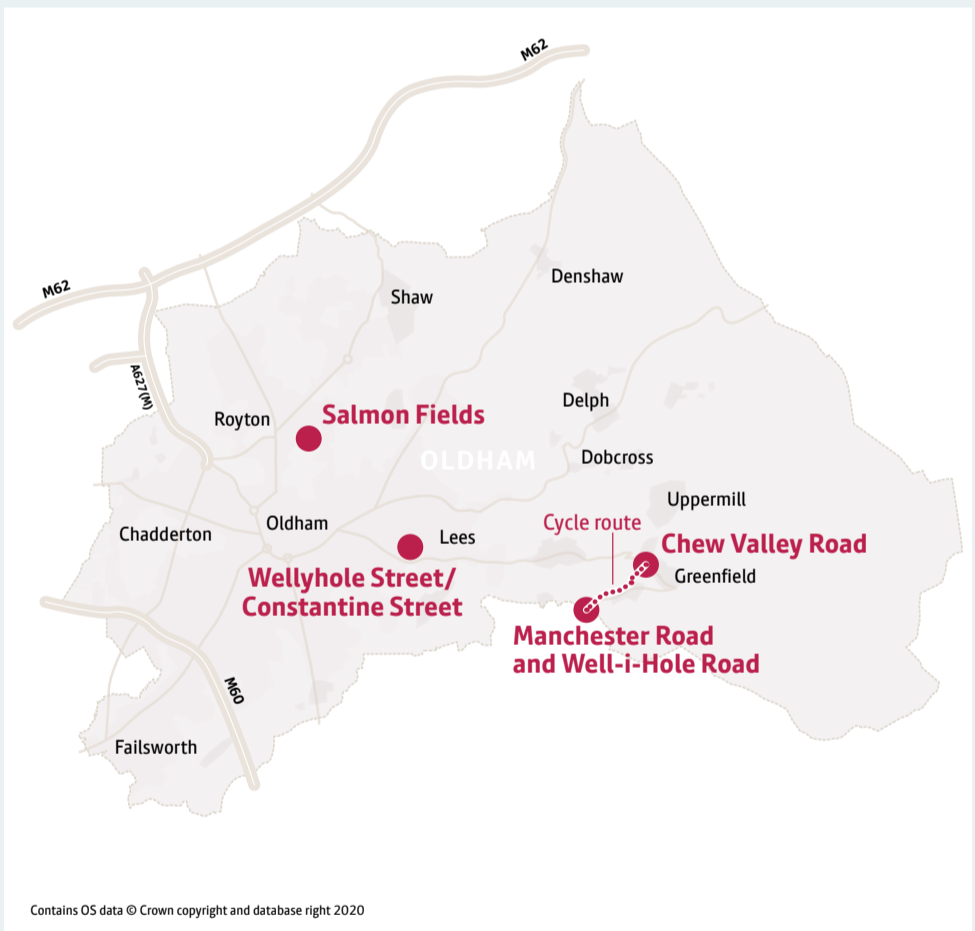 M62
Denshaw
M62
Shaw
A627(M)
Delph
Salmon Fields
Royton
Dobcross
OLDHAM
Uppermill
Oldham
Cycle route
Chadderton
Lees
Chew Valley Road
Greenfield
Wellyhole Street/
Constantine Street
Manchester Road
and Well-i-Hole Road
M60
Failsworth
Contains OS data © Crown copyright and database right 2020